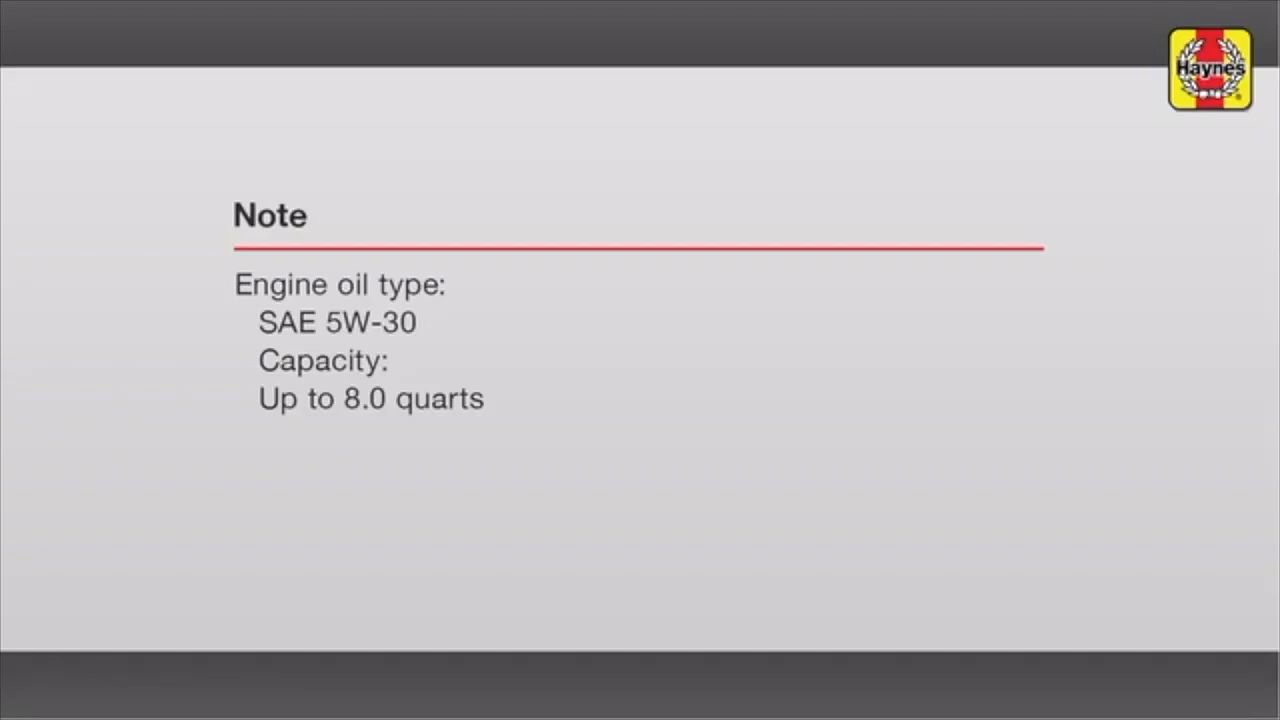 Haynes
Note
Engine oil type:
SAE 5W-30
Capacity:
Up to 8.0 quarts